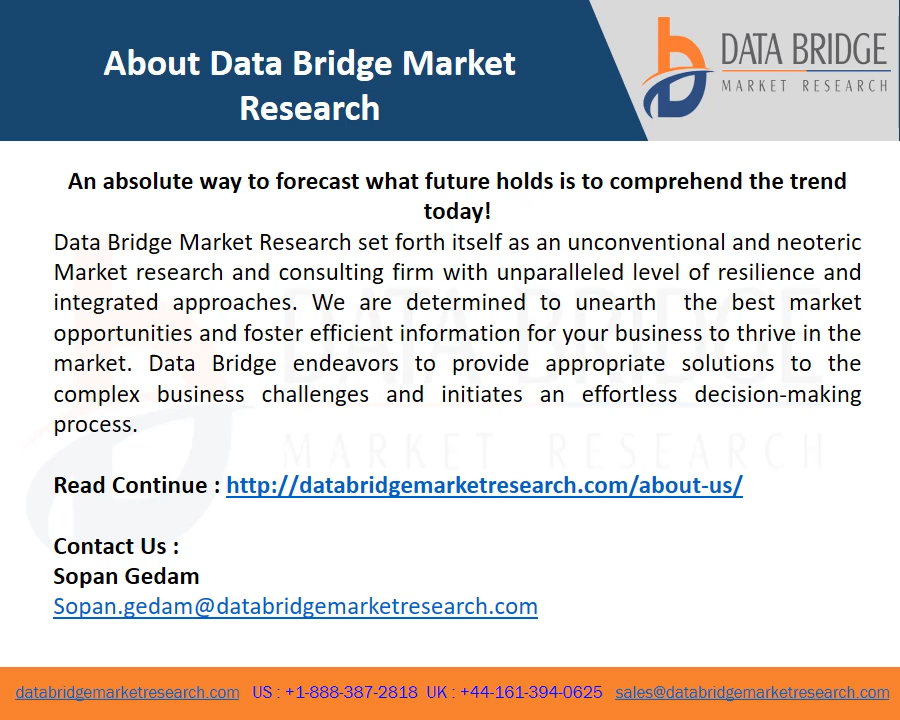 About Data Bridge Market
Research
DATA BRIDGE
MARKET RESEARCH
An absolute way to forecast what future holds is to comprehend the trend
today!
Data Bridge Market Research set forth itself as an unconventional and neoteric
Market research and consulting firm with unparalleled level of resilience and
integrated approaches. We are determined to unearth the best market
opportunities and foster efficient information for your business to thrive in the
market. Data Bridge endeavors to provide appropriate solutions to the
complex business challenges and initiates an effortless decision-making
process.
DATA BRIDGE
MARKET RESEARCH
Read Continue : http://databridgemarketresearch.com/about-us/
Contact Us :
Sopan Gedam
Sopan.gedam@databridgemarketresearch.com
databridgemarketresearch.com US : +1-888-387-2818 UK : +44-161-394-0625 sales@databridgemarketresearch.com